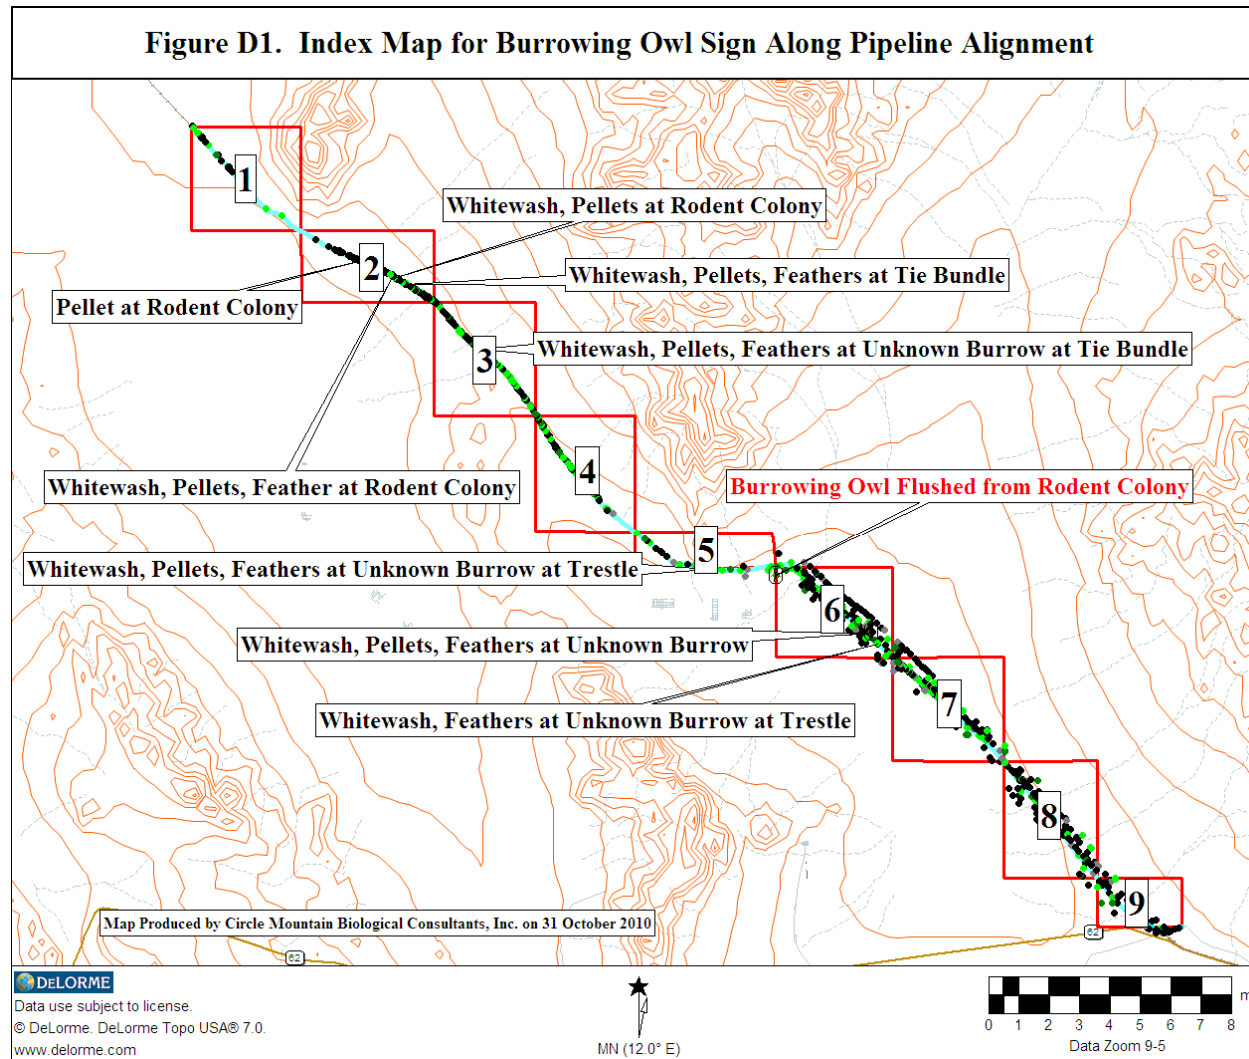 Figure D1. Index Map for Burrowing Owl Sign Along Pipeline Alignment
1
Whitewash, Pellets at Rodent Colony
2
Whitewash, Pellets, Feathers at Tie Bundle
Pellet at Rodent Colony
3
Whitewash, Pellets, Feathers at Unknown Burrow at Tie Bundle
4
Whitewash, Pellets, Feather at Rodent Colony
Burrowing Owl Flushed from Rodent Colony
5
Whitewash, Pellets, Feathers at Unknown Burrow at Trestle
6
Whitewash, Pellets, Feathers at Unknown Burrow
7
Whitewash, Feathers at Unknown Burrow at Trestle
8
9
Map Produced by Circle Mountain Biological Consultants, Inc. on 31 October 2010
62
62
DELORME
Data use subject to license.
© DeLorme. DeLorme Topo USA® 7.0.
www.delorme.com
MN (12.0° E)
0 1 2 3 4 5 6 7 8
Data Zoom 9-5